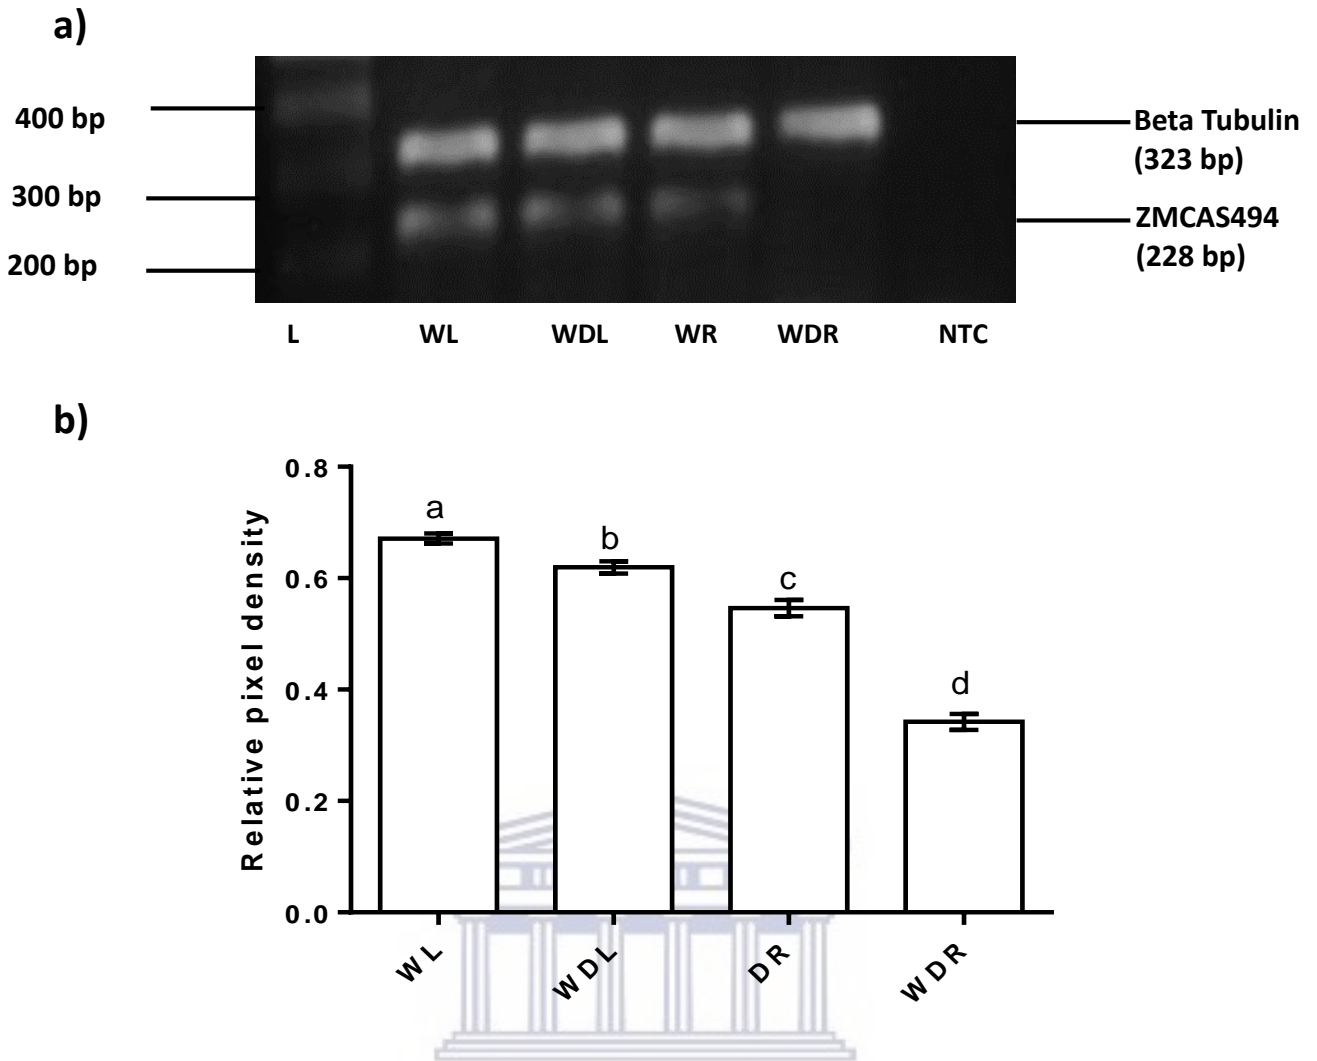 a)
400 bp
300 bp
200 bp
Beta Tubulin
(323 bp)
ZMCAS494
(228 bp)
L WL WDL WR WDR NTC
b)
Relative pixel density
0.8
0.6
0.4
0.2
0.0
a
b
c
d
WL
WDL
DR
WDR